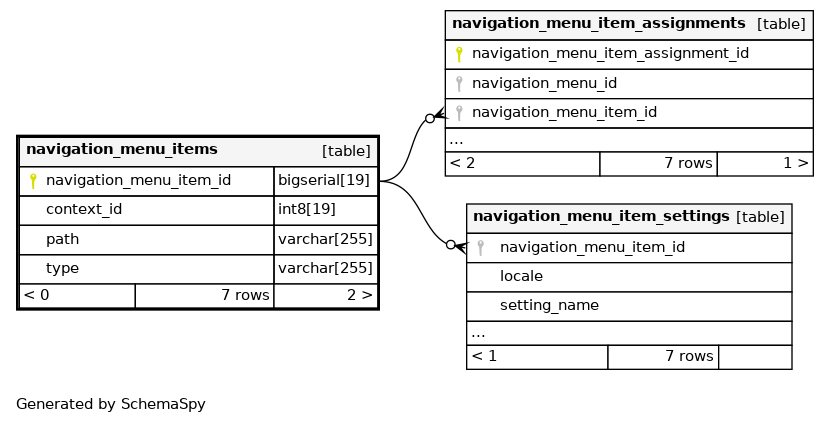 navigation_menu_item_assignments [table]
navigation_menu_item_assignment_id
navigation_menu_id
navigation_menu_item_id
...
< 2 7 rows 1 >
navigation_menu_items [table]
navigation_menu_item_id bigserial[19]
context_id int8[19]
path varchar[255]
type varchar[255]
< 0 7 rows 2 >
navigation_menu_item_settings [table]
navigation_menu_item_id
locale
setting_name
...
< 1 7 rows
Generated by SchemaSpy